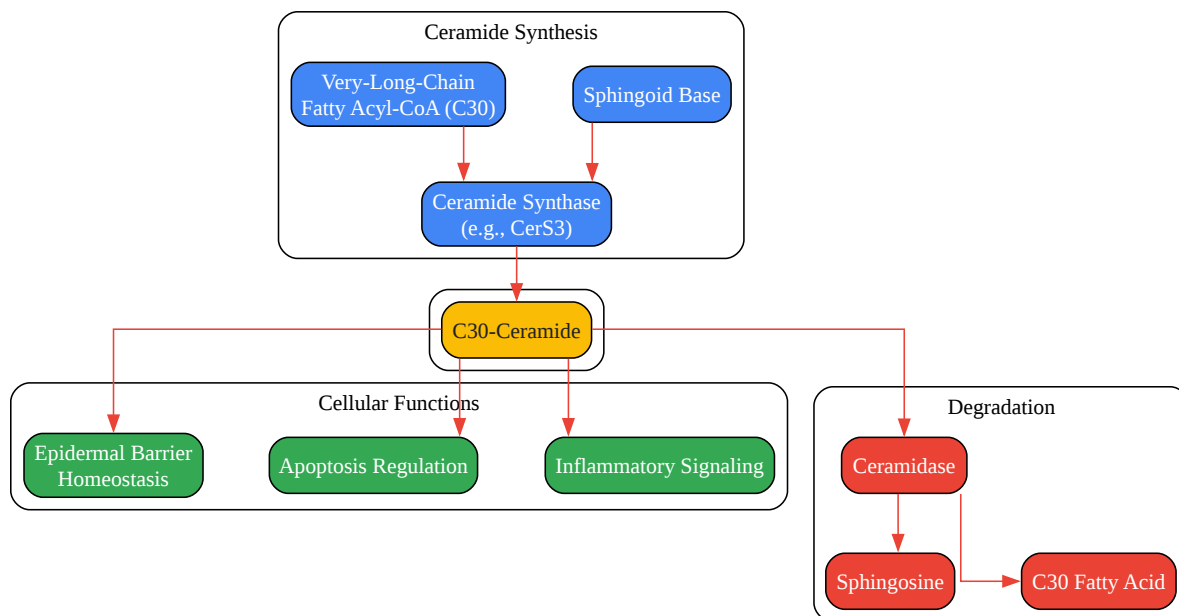 Ceramide Synthesis
Very-Long-Chain
Fatty Acyl-CoA (C30)
Sphingoid Base
Ceramide Synthase
(e.g., CerS3)
C30-Ceramide
Cellular Functions
Epidermal Barrier
Homeostasis
Apoptosis Regulation
Inflammatory Signaling
Degradation
Ceramidase
Sphingosine
C30 Fatty Acid